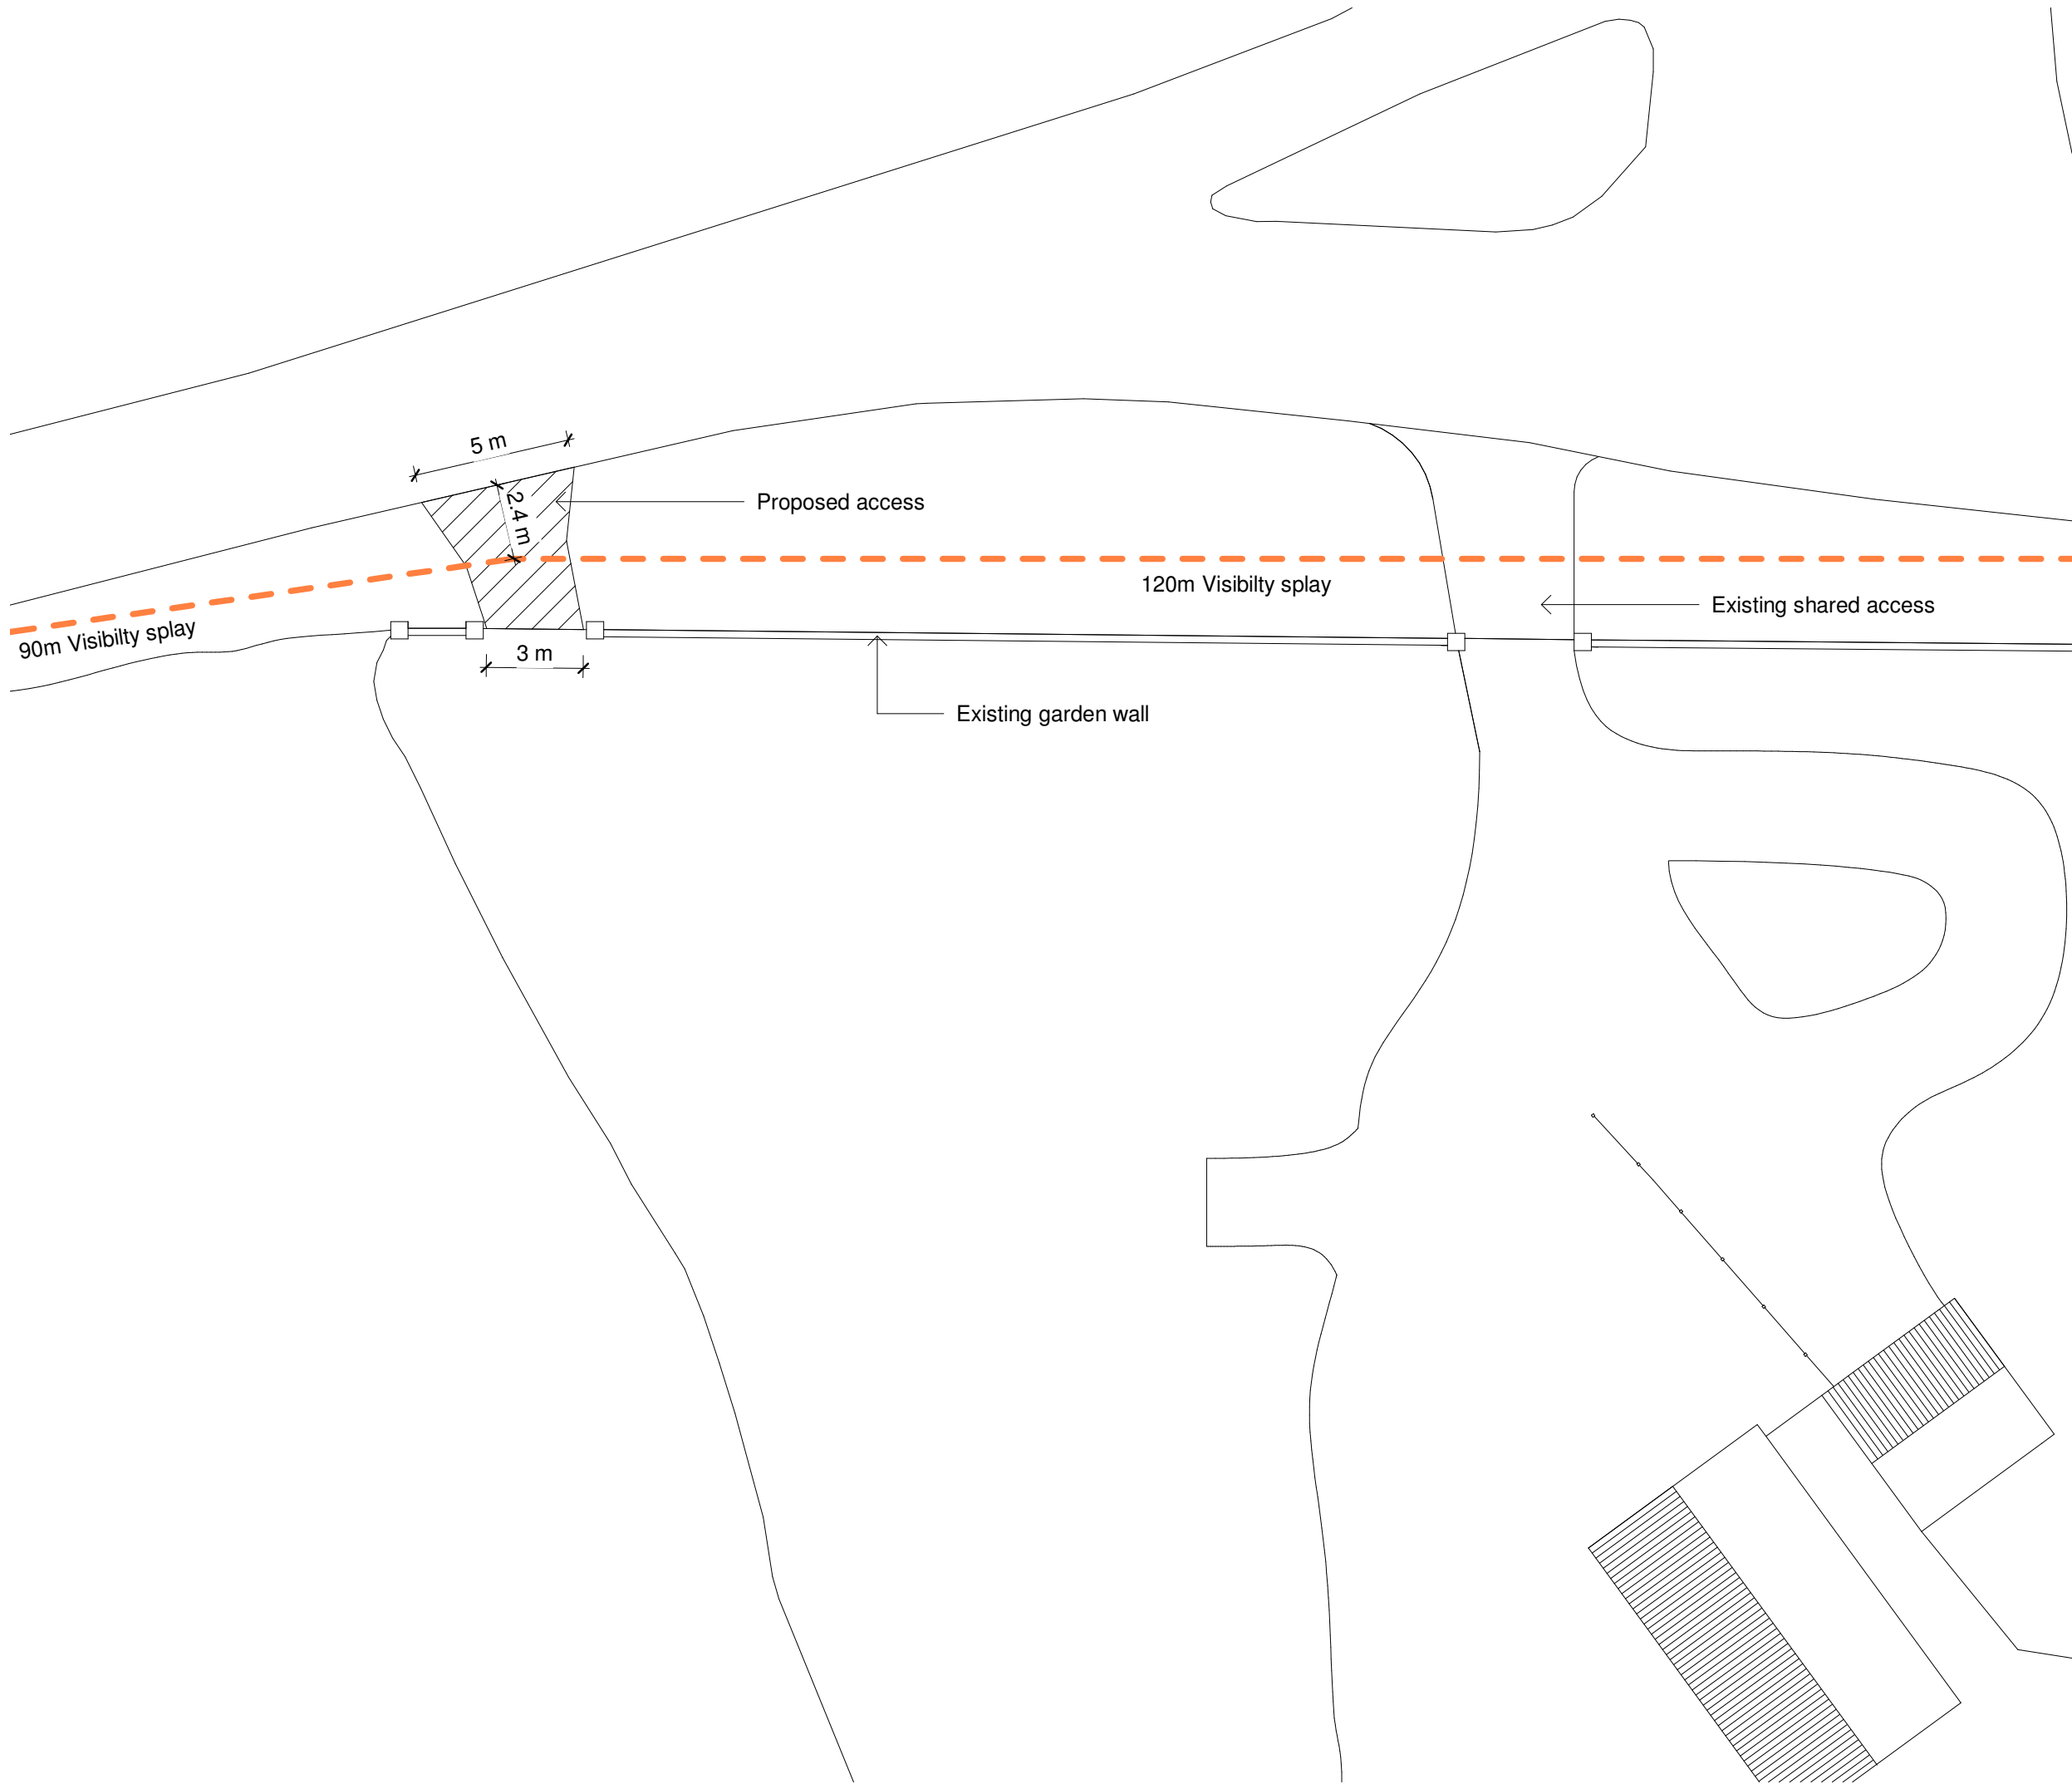 5 m
2.4 m
Proposed access
120m Visibilty splay
Existing shared access
90m Visibilty splay
3 m
Existing garden wall